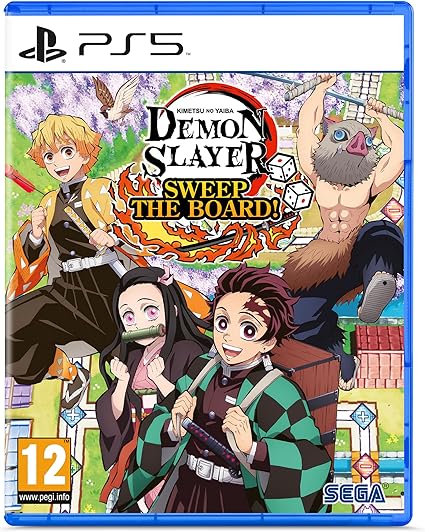 PS5
KIMETSU NO YAIBA
DEMON
SLAYER
SWEEP
THE BOARD!
12
www.pegi.info
SEGA